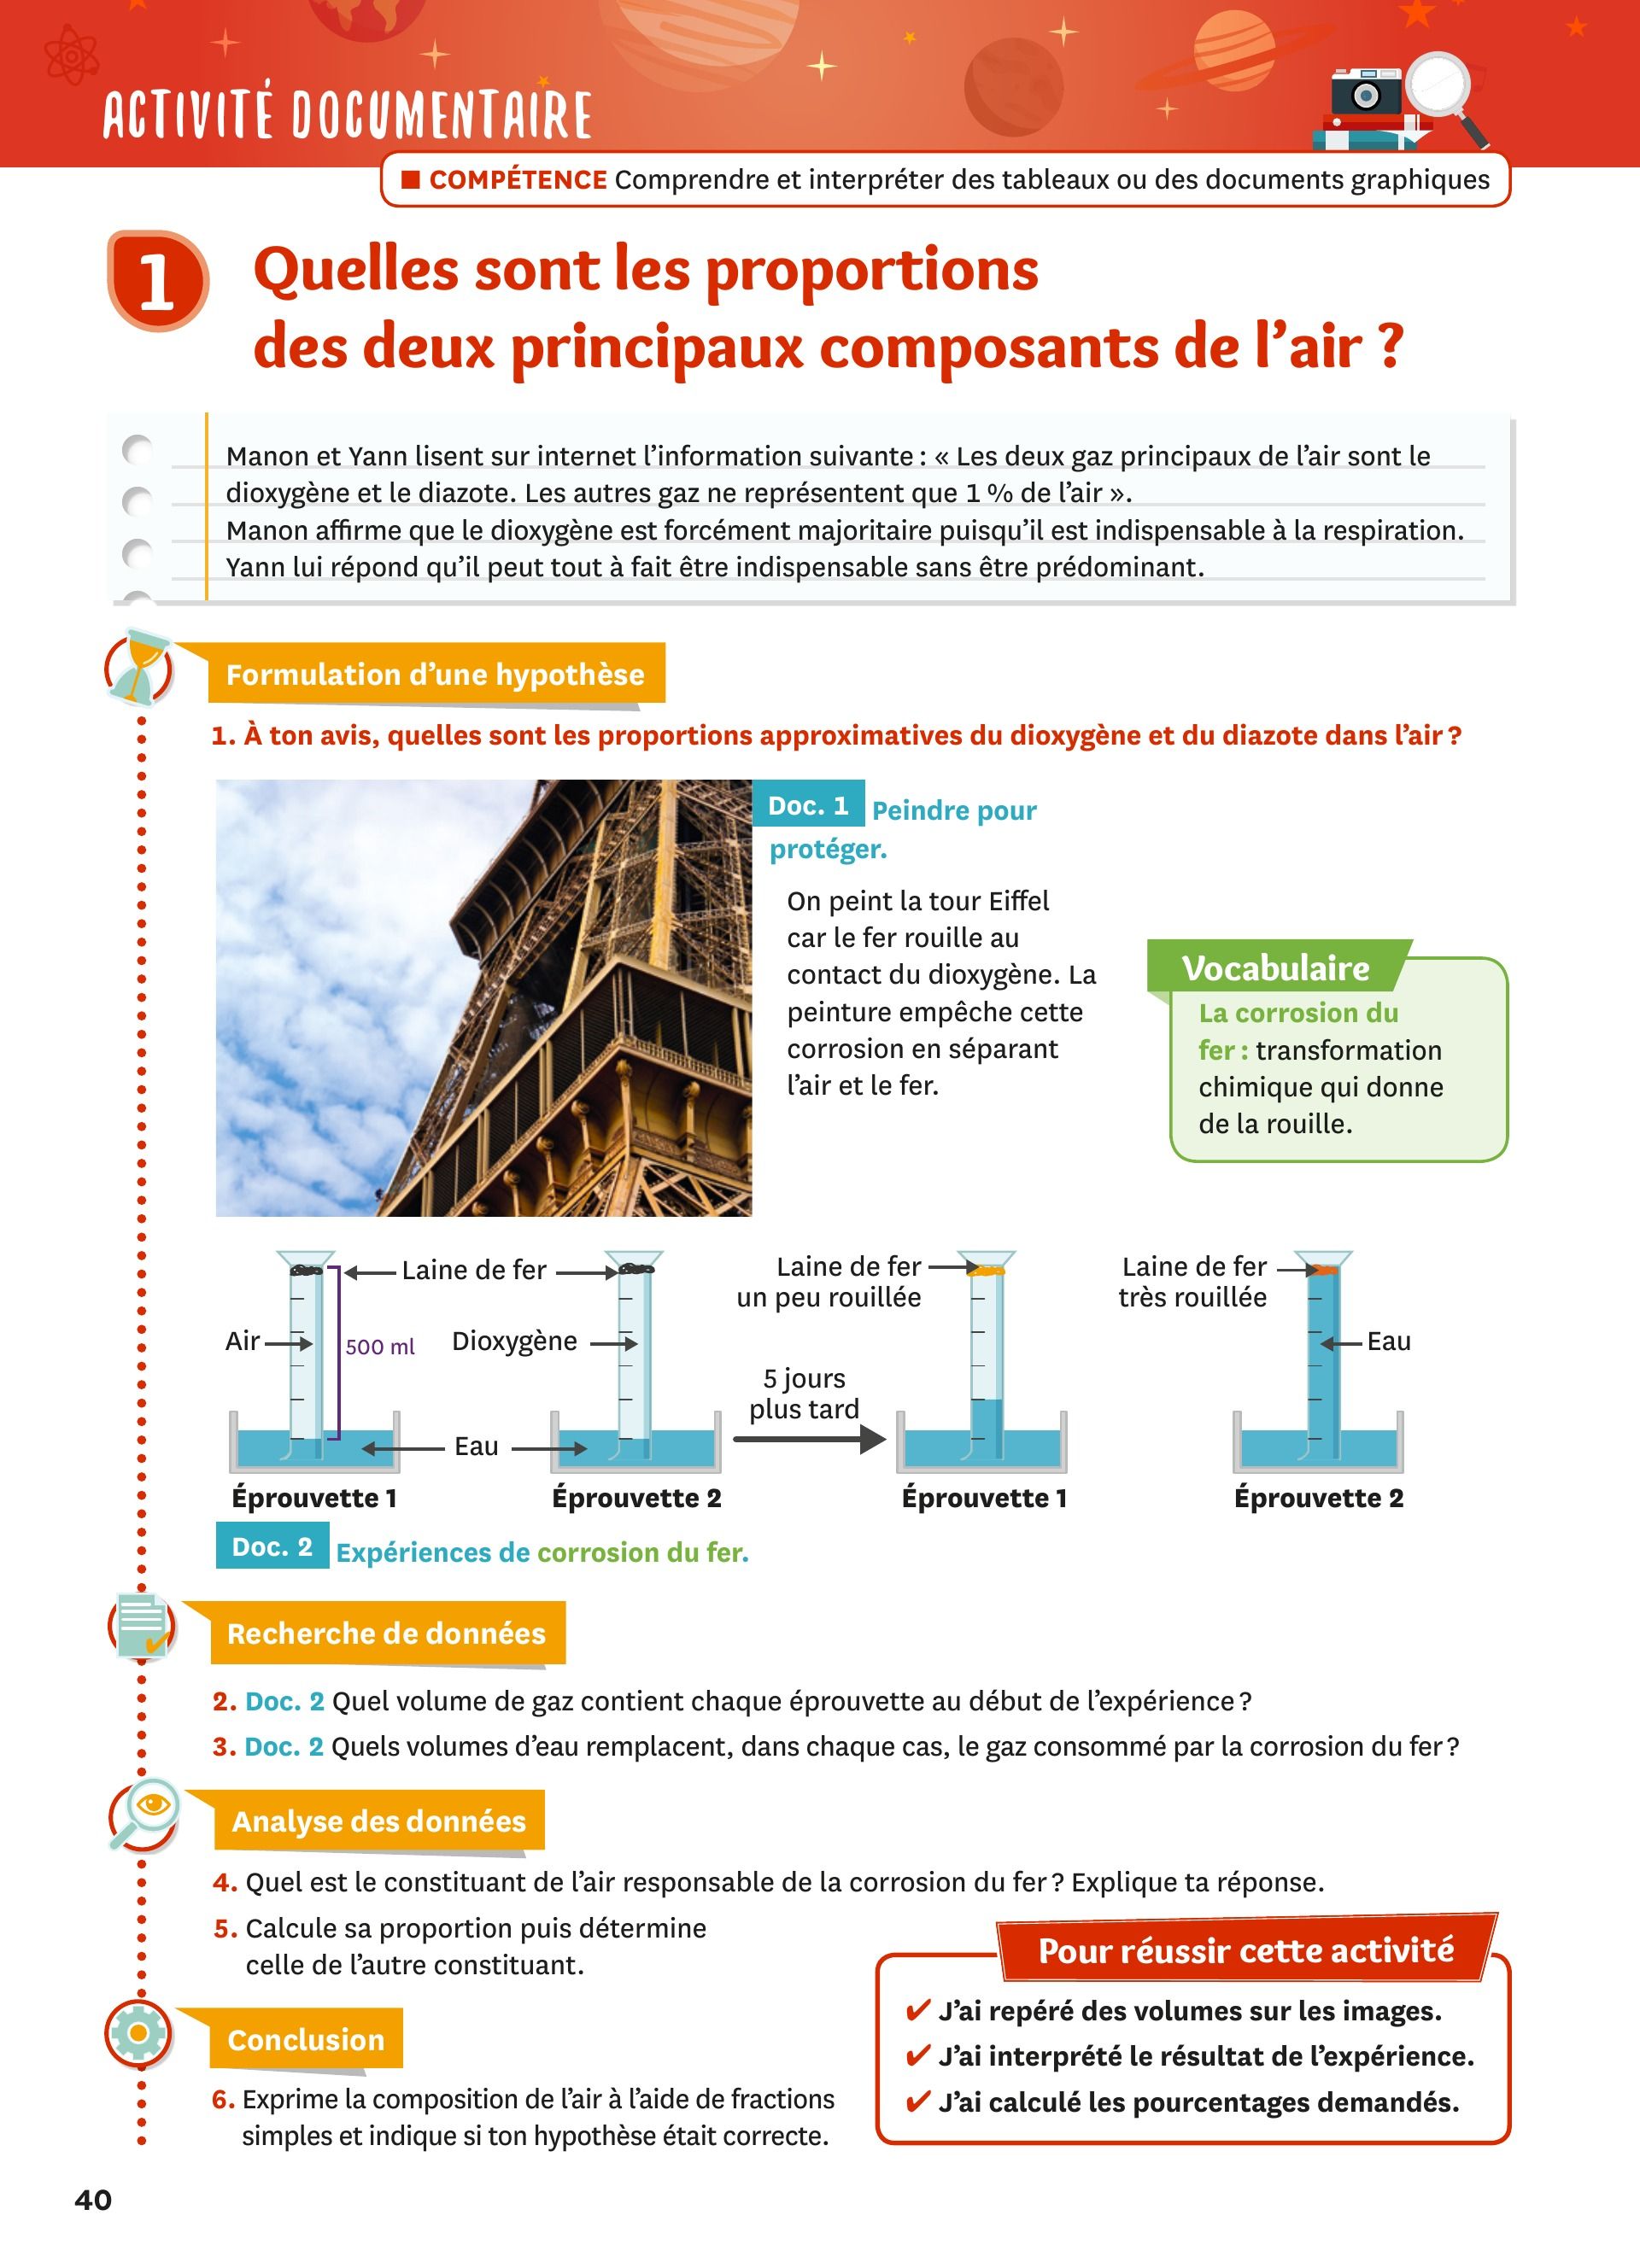 ACTIVITÉ DOCUMENTAIRE
■ COMPÉTENCE Comprendre et interpréter des tableaux ou des documents graphiques
1
Quelles sont les proportions
des deux principaux composants de l’air ?
Manon et Yann lisent sur internet l’information suivante : « Les deux gaz principaux de l’air sont le
dioxygène et le diazote. Les autres gaz ne représentent que 1 % de l’air ».
Manon affirme que le dioxygène est forcément majoritaire puisqu’il est indispensable à la respiration.
Yann lui répond qu’il peut tout à fait être indispensable sans être prédominant.
Formulation d’une hypothèse
1. À ton avis, quelles sont les proportions approximatives du dioxygène et du diazote dans l’air ?
Doc. 1 Peindre pour
protéger.
On peint la tour Eiffel
car le fer rouille au
contact du dioxygène. La
peinture empêche cette
corrosion en séparant
l’air et le fer.
Vocabulaire
La corrosion du
fer : transformation
chimique qui donne
de la rouille.
Laine de fer
Air
500 ml
Dioxygène
Eau
Éprouvette 1
Éprouvette 2
5 jours
plus tard
Laine de fer
un peu rouillée
Éprouvette 1
Laine de fer
très rouillée
Eau
Éprouvette 2
Doc. 2 Expériences de corrosion du fer.
Recherche de données
2. Doc. 2 Quel volume de gaz contient chaque éprouvette au début de l’expérience ?
3. Doc. 2 Quels volumes d’eau remplacent, dans chaque cas, le gaz consommé par la corrosion du fer ?
Analyse des données
4. Quel est le constituant de l’air responsable de la corrosion du fer ? Explique ta réponse.
5. Calcule sa proportion puis détermine
celle de l’autre constituant.
Conclusion
6. Exprime la composition de l’air à l’aide de fractions
simples et indique si ton hypothèse était correcte.
Pour réussir cette activité
✔ J’ai repéré des volumes sur les images.
✔ J’ai interprété le résultat de l’expérience.
✔ J’ai calculé les pourcentages demandés.
40